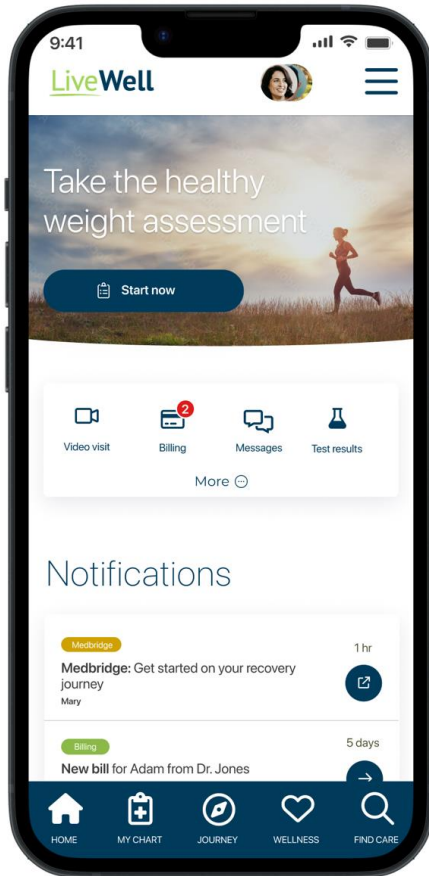 9:41
LiveWell
Take the healthy
weight assessment
Start now
2
Video visit
Billing
Messages
Test results
More
Notifications
Medbridge
1 hr
Medbridge: Get started on your recovery
journey
Mary
Billing
5 days
New bill for Adam from Dr. Jones
HOME
MY CHART
JOURNEY
WELLNESS
FIND CARE